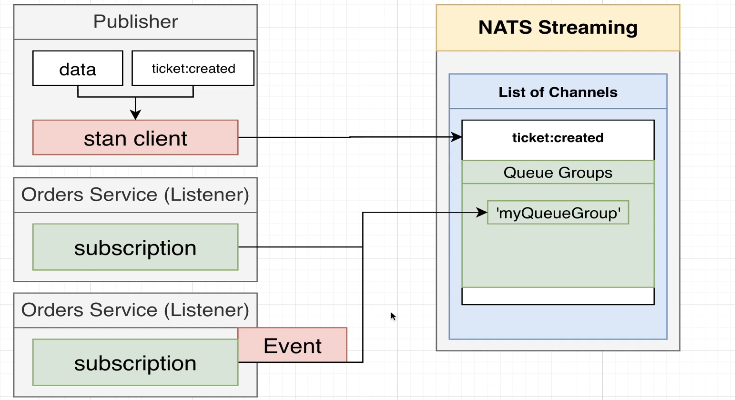 Publisher
data
ticket:created
stan client
Orders Service (Listener)
subscription
Orders Service (Listener)
subscription
Event
NATS Streaming
List of Channels
ticket:created
Queue Groups
'myQueueGroup'